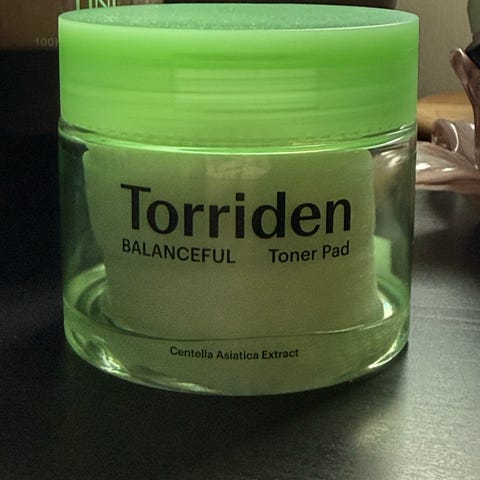 Torriden
BALANCEFUL Toner Pad
Centella Asiatica Extract